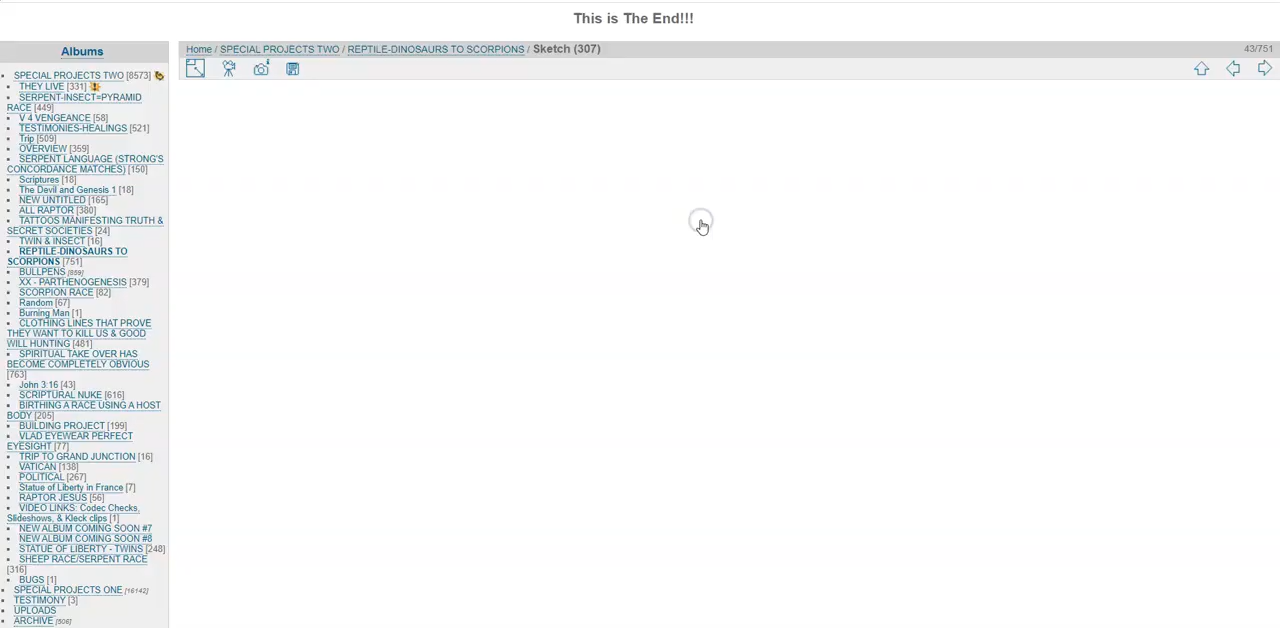 This is The End!!!
Albums
Home / SPECIAL PROJECTS TWO / REPTILE-DINOSAURS TO SCORPIONS / Sketch (307)
43/751
SPECIAL PROJECTS TWO [8573]
THEY LIVE [331]
SERPENT-INSECT=PYRAMID
RACE [449]
V 4 VENGEANCE [58]
TESTIMONIES-HEALINGS [521]
Trip [509]
OVERVIEW [359]
SERPENT LANGUAGE (STRONG'S
CONCORDANCE MATCHES) [150]
Scriptures [18]
The Devil and Genesis 1 [18]
NEW UNTITLED [165]
ALL RAPTOR [380]
TATTOOS MANIFESTING TRUTH &
SECRET SOCIETIES [24]
TWIN & INSECT [16]
REPTILE-DINOSAURS TO
SCORPIONS [751]
BULLPENS [859]
XX - PARTHENOGENESIS [379]
SCORPION RACE [82]
Random [67]
Burning Man [1]
CLOTHING LINES THAT PROVE
THEY WANT TO KILL US & GOOD
WILL HUNTING [481]
SPIRITUAL TAKE OVER HAS
BECOME COMPLETELY OBVIOUS
[763]
John 3:16 [43]
SCRIPTURAL NUKE [616]
BIRTHING A RACE USING A HOST
BODY [205]
BUILDING PROJECT [199]
VLAD EYEWEAR PERFECT
EYESIGHT [77]
TRIP TO GRAND JUNCTION [16]
VATICAN [138]
POLITICAL [267]
Statue of Liberty in France [7]
RAPTOR JESUS [56]
VIDEO LINKS: Codec Checks,
Slideshows, & Kleck clips [1]
NEW ALBUM COMING SOON #7
NEW ALBUM COMING SOON #8
STATUE OF LIBERTY - TWINS [248]
SHEEP RACE/SERPENT RACE
[316]
BUGS [1]
SPECIAL PROJECTS ONE [16142]
TESTIMONY [3]
UPLOADS
ARCHIVE [506]